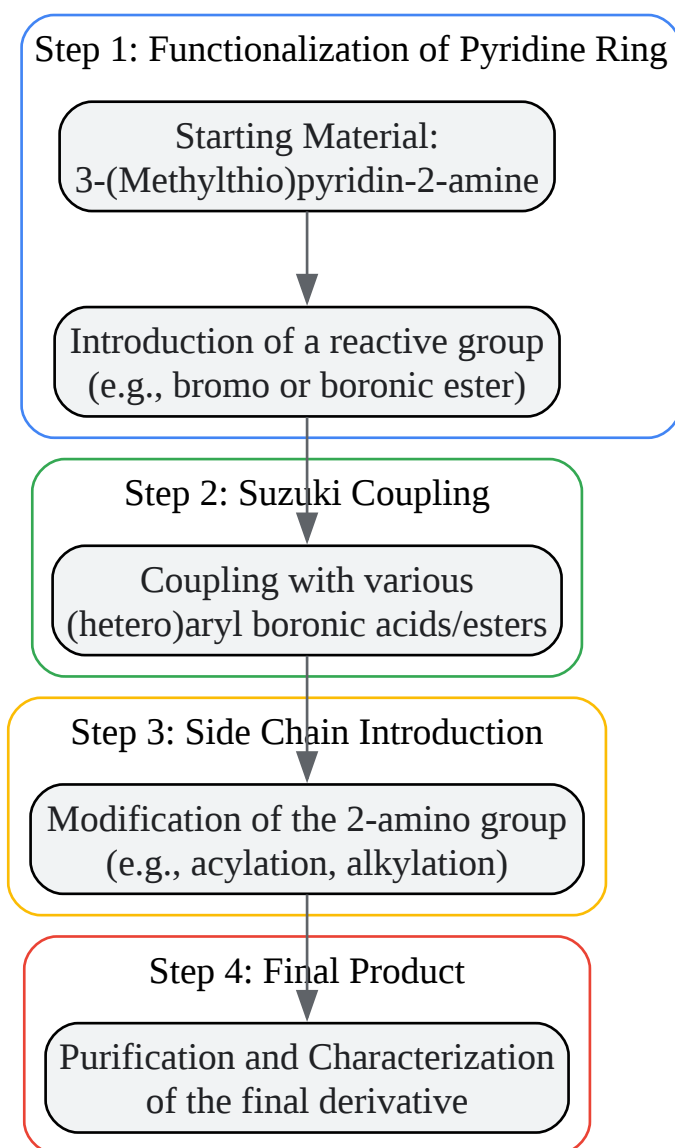 Step 1: Functionalization of Pyridine Ring
Starting Material:
3-(Methylthio)pyridin-2-amine
Introduction of a reactive group
(e.g., bromo or boronic ester)
Step 2: Suzuki Coupling
Coupling with various
(hetero)aryl boronic acids/esters
Step 3: Side Chain Introduction
Modification of the 2-amino group
(e.g., acylation, alkylation)
Step 4: Final Product
Purification and Characterization
of the final derivative